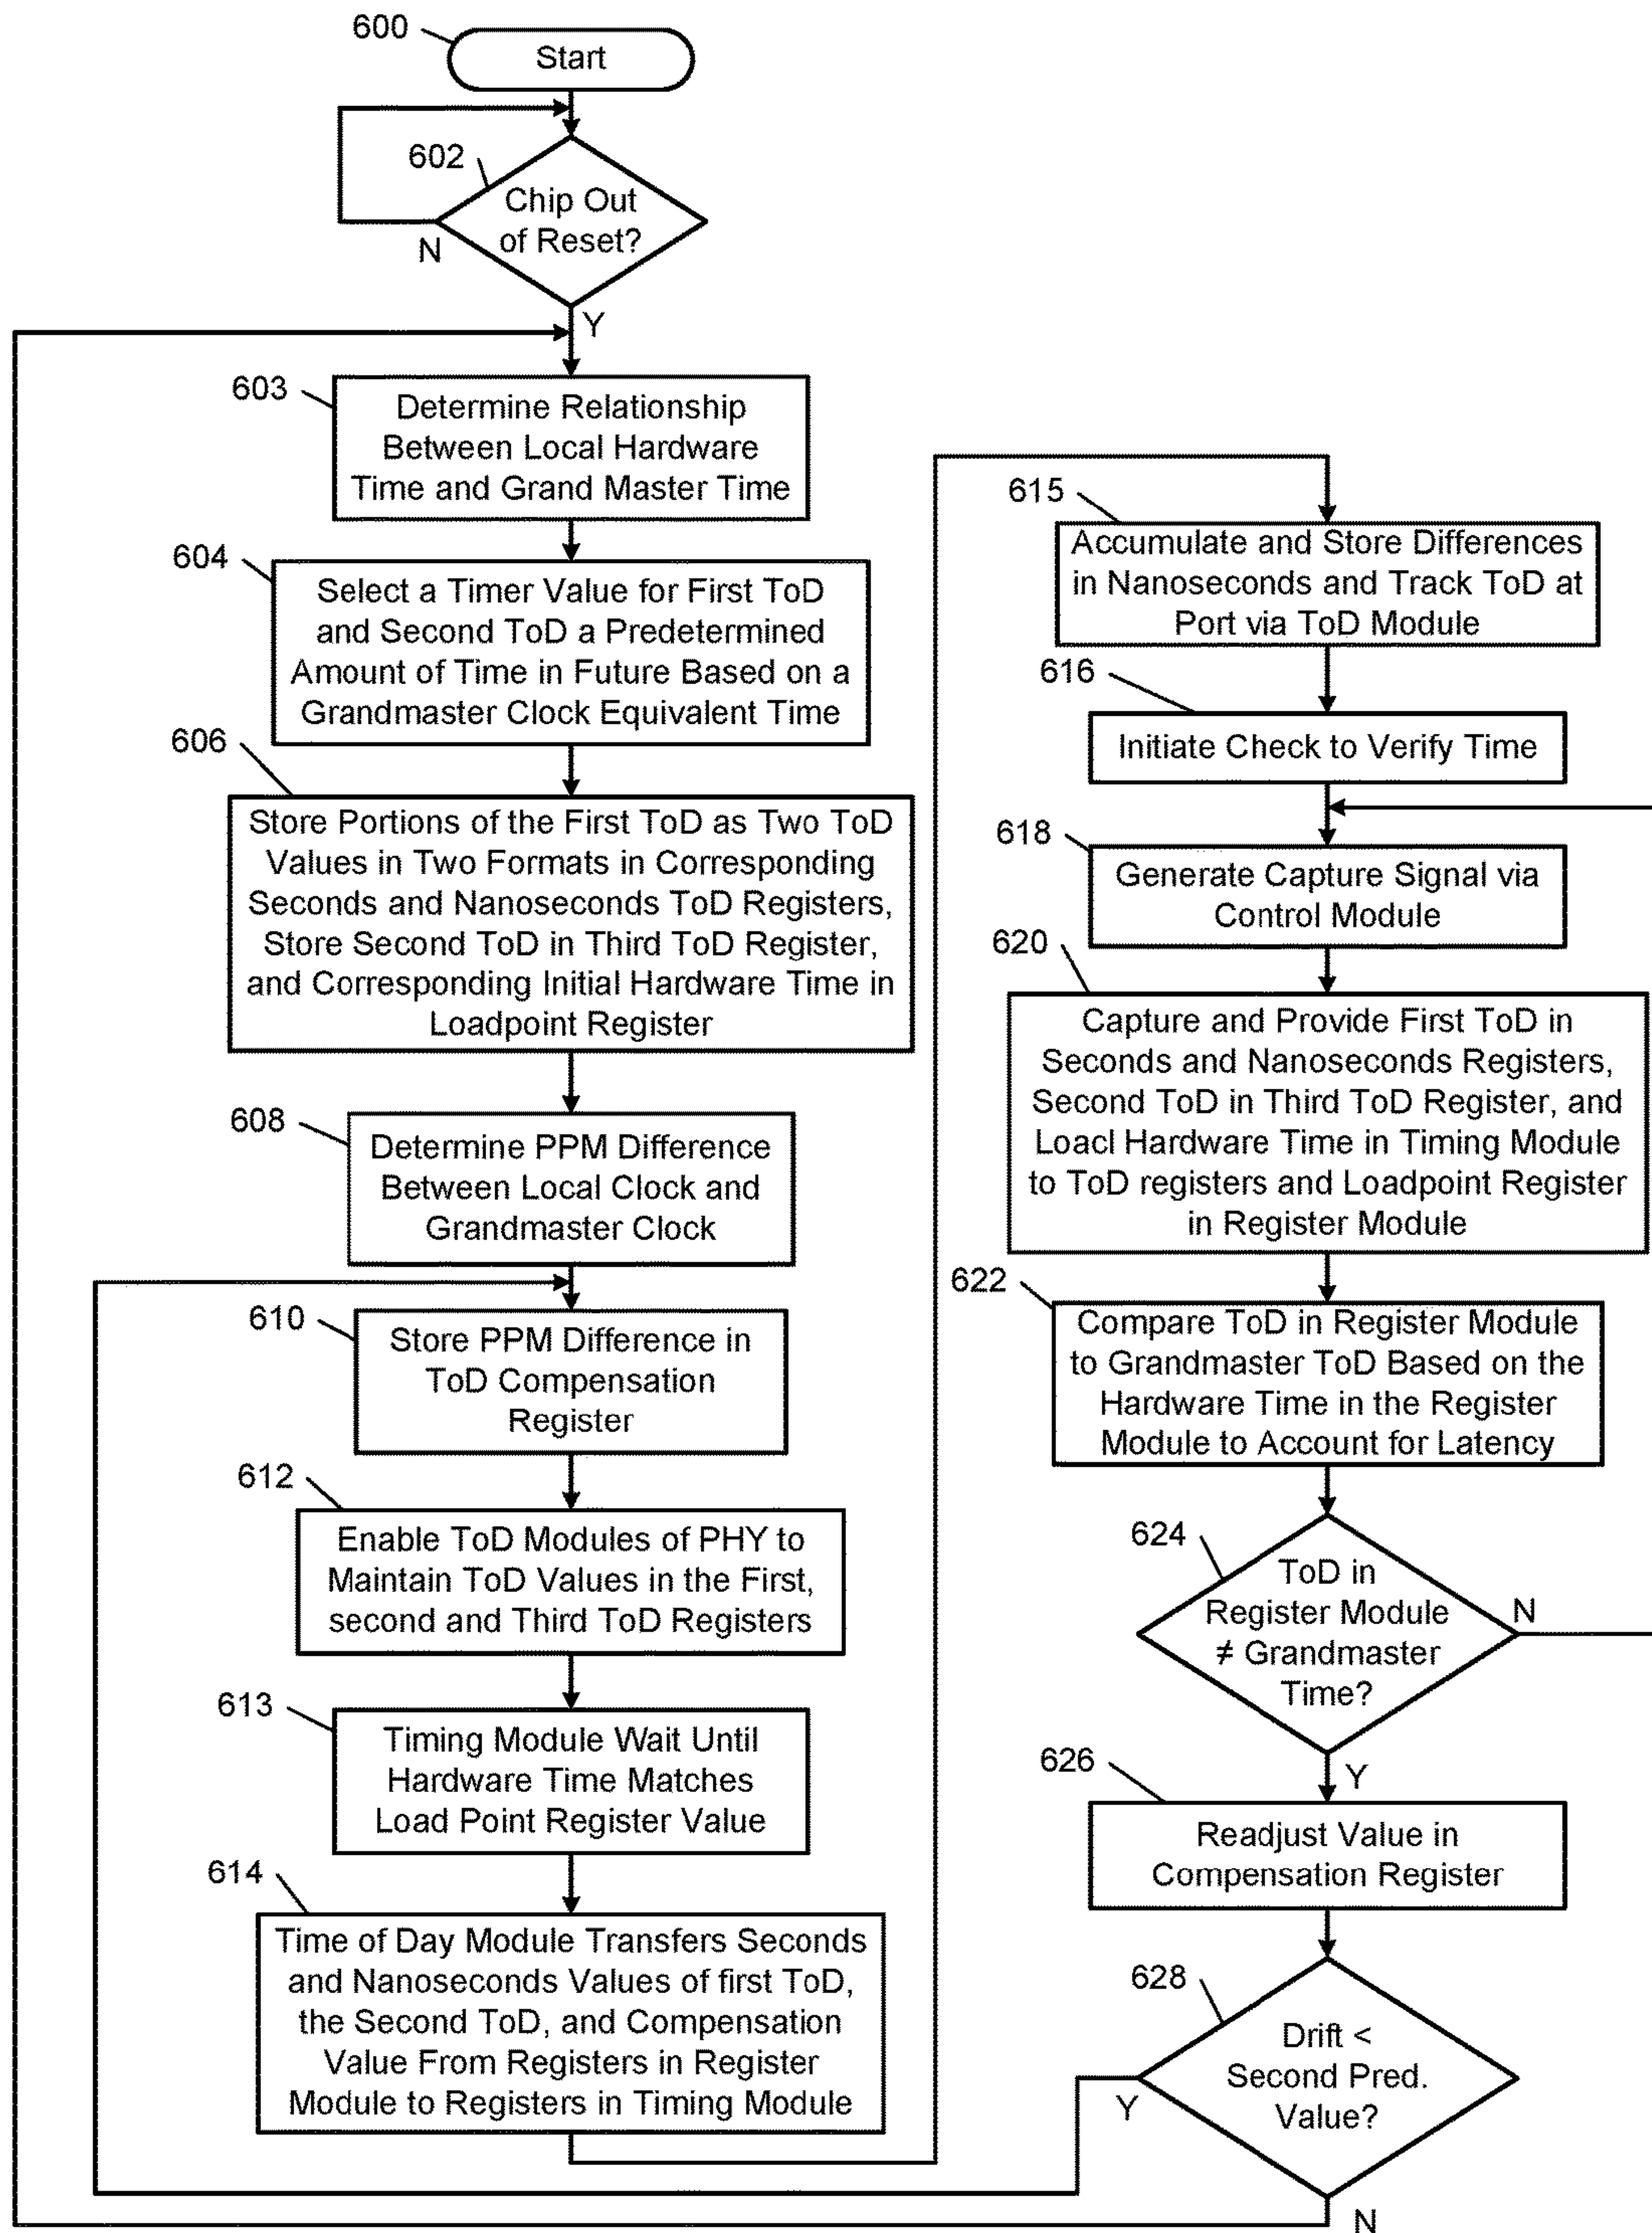 600
Start
602
Chip Out
of Reset?
N
Y
603
Determine Relationship
Between Local Hardware
Time and Grand Master Time
604
Select a Timer Value for First ToD
and Second ToD a Predetermined
Amount of Time in Future Based on a
Grandmaster Clock Equivalent Time
606
Store Portions of the First ToD as Two ToD
Values in Two Formats in Corresponding
Seconds and Nanoseconds ToD Registers,
Store Second ToD in Third ToD Register,
and Corresponding Initial Hardware Time in
Loadpoint Register
608
Determine PPM Difference
Between Local Clock and
Grandmaster Clock
610
Store PPM Difference in
ToD Compensation
Register
612
Enable ToD Modules of PHY to
Maintain ToD Values in the First,
second and Third ToD Registers
613
Timing Module Wait Until
Hardware Time Matches
Load Point Register Value
614
Time of Day Module Transfers Seconds
and Nanoseconds Values of first ToD,
the Second ToD, and Compensation
Value From Registers in Register
Module to Registers in Timing Module
615
Accumulate and Store Differences
in Nanoseconds and Track ToD at
Port via ToD Module
616
Initiate Check to Verify Time
618
Generate Capture Signal via
Control Module
620
Capture and Provide First ToD in
Seconds and Nanoseconds Registers,
Second ToD in Third ToD Register, and
Loacl Hardware Time in Timing Module
to ToD registers and Loadpoint Register
in Register Module
622
Compare ToD in Register Module
to Grandmaster ToD Based on the
Hardware Time in the Register
Module to Account for Latency
624
ToD in
Register Module
≠ Grandmaster
Time?
N
Y
626
Readjust Value in
Compensation Register
628
Drift <
Second Pred.
Value?
Y
N